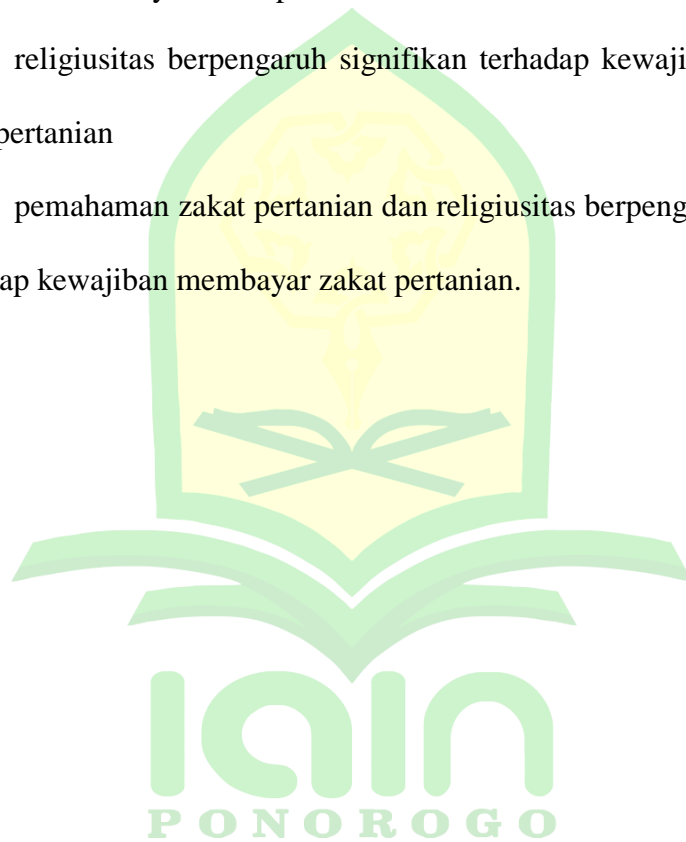 religiusitas berpengaruh signifikan terhadap kewaji
pertanian
pemahaman zakat pertanian dan religiusitas berpeng
ap kewajiban membayar zakat pertanian.
iain
PONOROGO